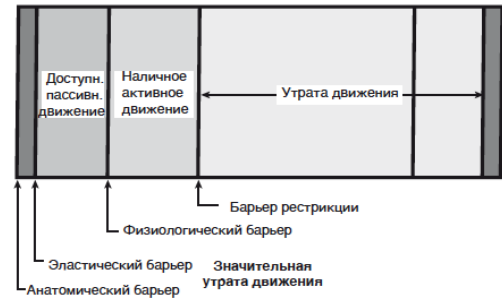 Доступн.
пассивн.
движение
Наличное
активное
движение
Утрата движения
Барьер рестрикции
Физиологический барьер
Эластический барьер
Значительная
утрата движения
Анатомический барьер